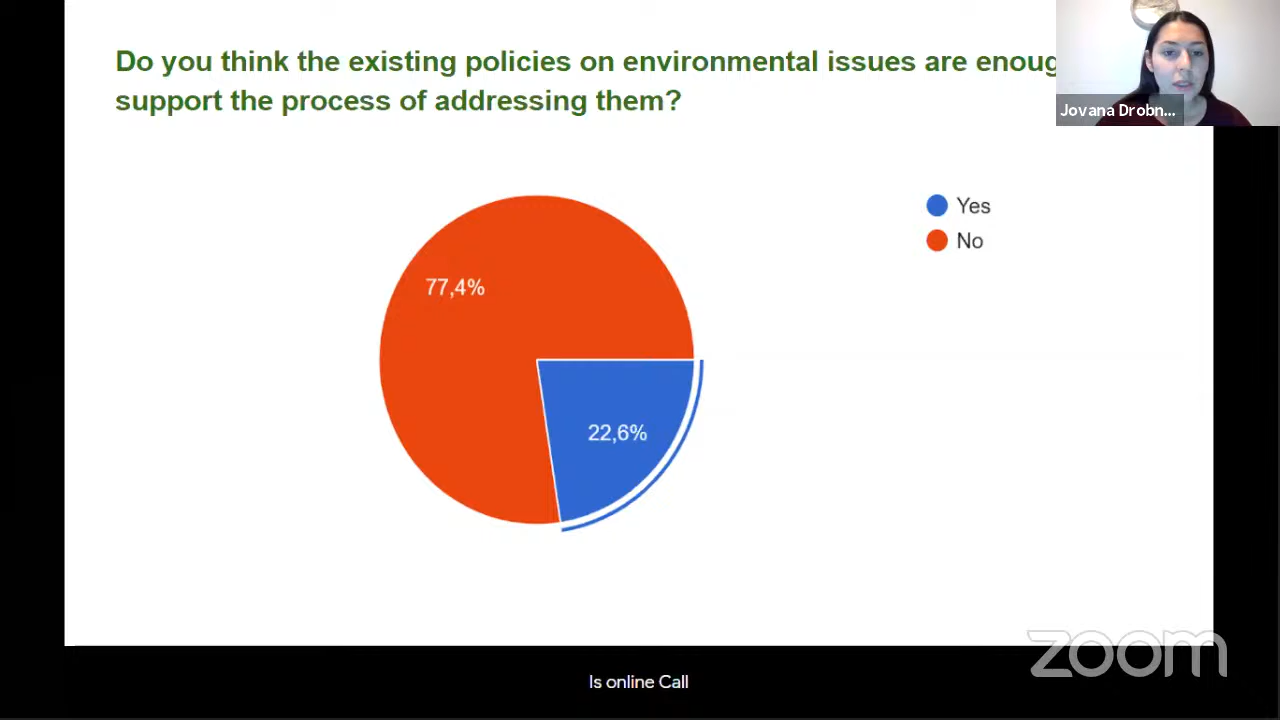 Do you think the existing policies on environmental issues are enoug
support the process of addressing them?
Jovana Drobn...
Yes
No
77,4%
22,6%
zoom
Is online Call